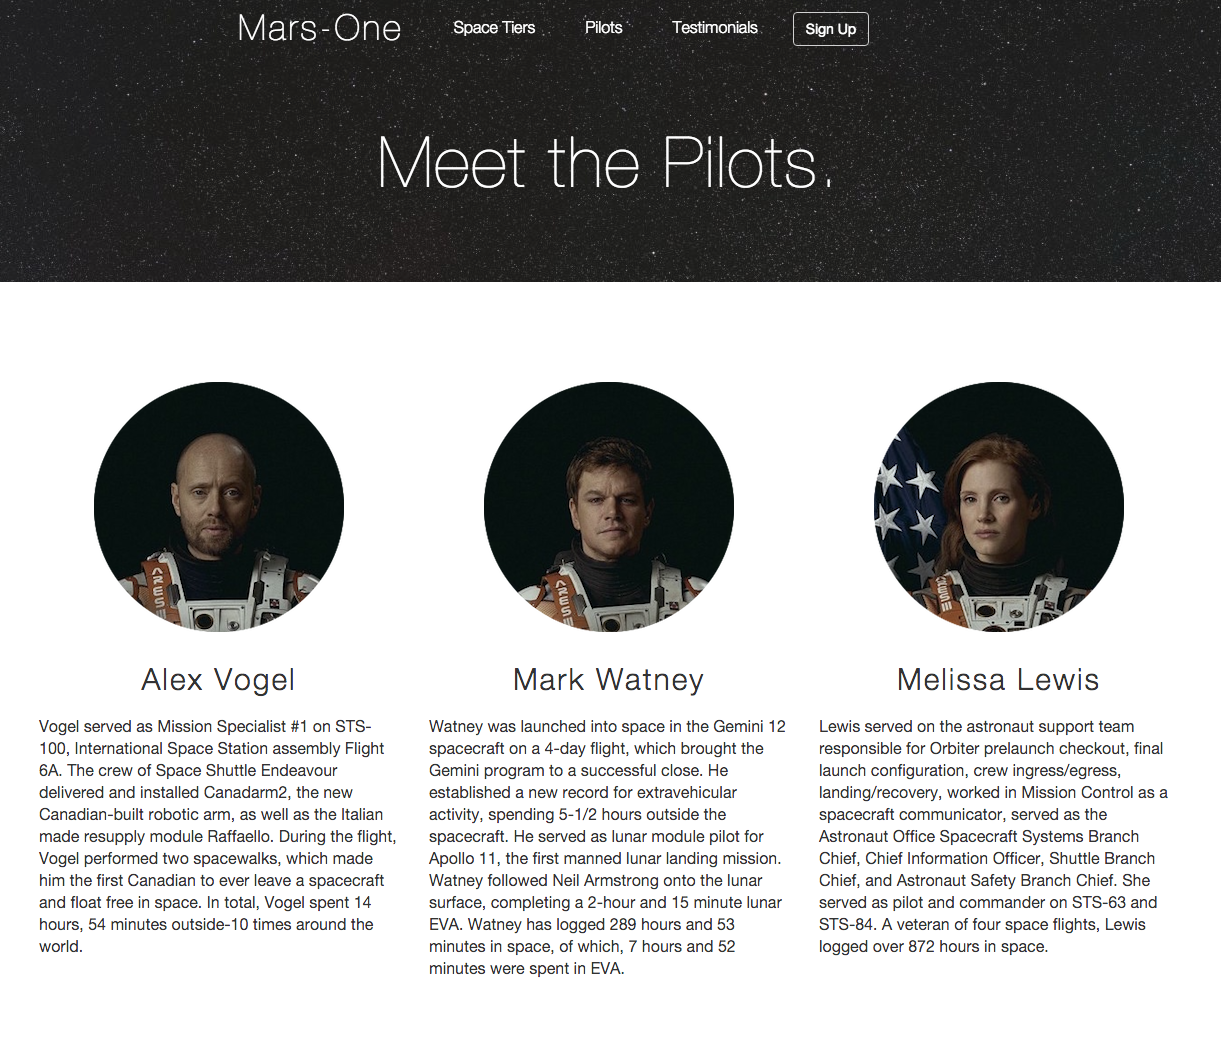 Mars-One
Space Tiers
Pilots
Testimonials
Sign Up
Meet the Pilots.
ARES III
ARES III
ARES III
Alex Vogel
Vogel served as Mission Specialist #1 on STS-
100, International Space Station assembly Flight
6A. The crew of Space Shuttle Endeavour
delivered and installed Canadarm2, the new
Canadian-built robotic arm, as well as the Italian
made resupply module Raffaello. During the flight,
Vogel performed two spacewalks, which made
him the first Canadian to ever leave a spacecraft
and float free in space. In total, Vogel spent 14
hours, 54 minutes outside-10 times around the
world.
Mark Watney
Watney was launched into space in the Gemini 12
spacecraft on a 4-day flight, which brought the
Gemini program to a successful close. He
established a new record for extravehicular
activity, spending 5-1/2 hours outside the
spacecraft. He served as lunar module pilot for
Apollo 11, the first manned lunar landing mission.
Watney followed Neil Armstrong onto the lunar
surface, completing a 2-hour and 15 minute lunar
EVA. Watney has logged 289 hours and 53
minutes in space, of which, 7 hours and 52
minutes were spent in EVA.
Melissa Lewis
Lewis served on the astronaut support team
responsible for Orbiter prelaunch checkout, final
launch configuration, crew ingress/egress,
landing/recovery, worked in Mission Control as a
spacecraft communicator, served as the
Astronaut Office Spacecraft Systems Branch
Chief, Chief Information Officer, Shuttle Branch
Chief, and Astronaut Safety Branch Chief. She
served as pilot and commander on STS-63 and
STS-84. A veteran of four space flights, Lewis
logged over 872 hours in space.